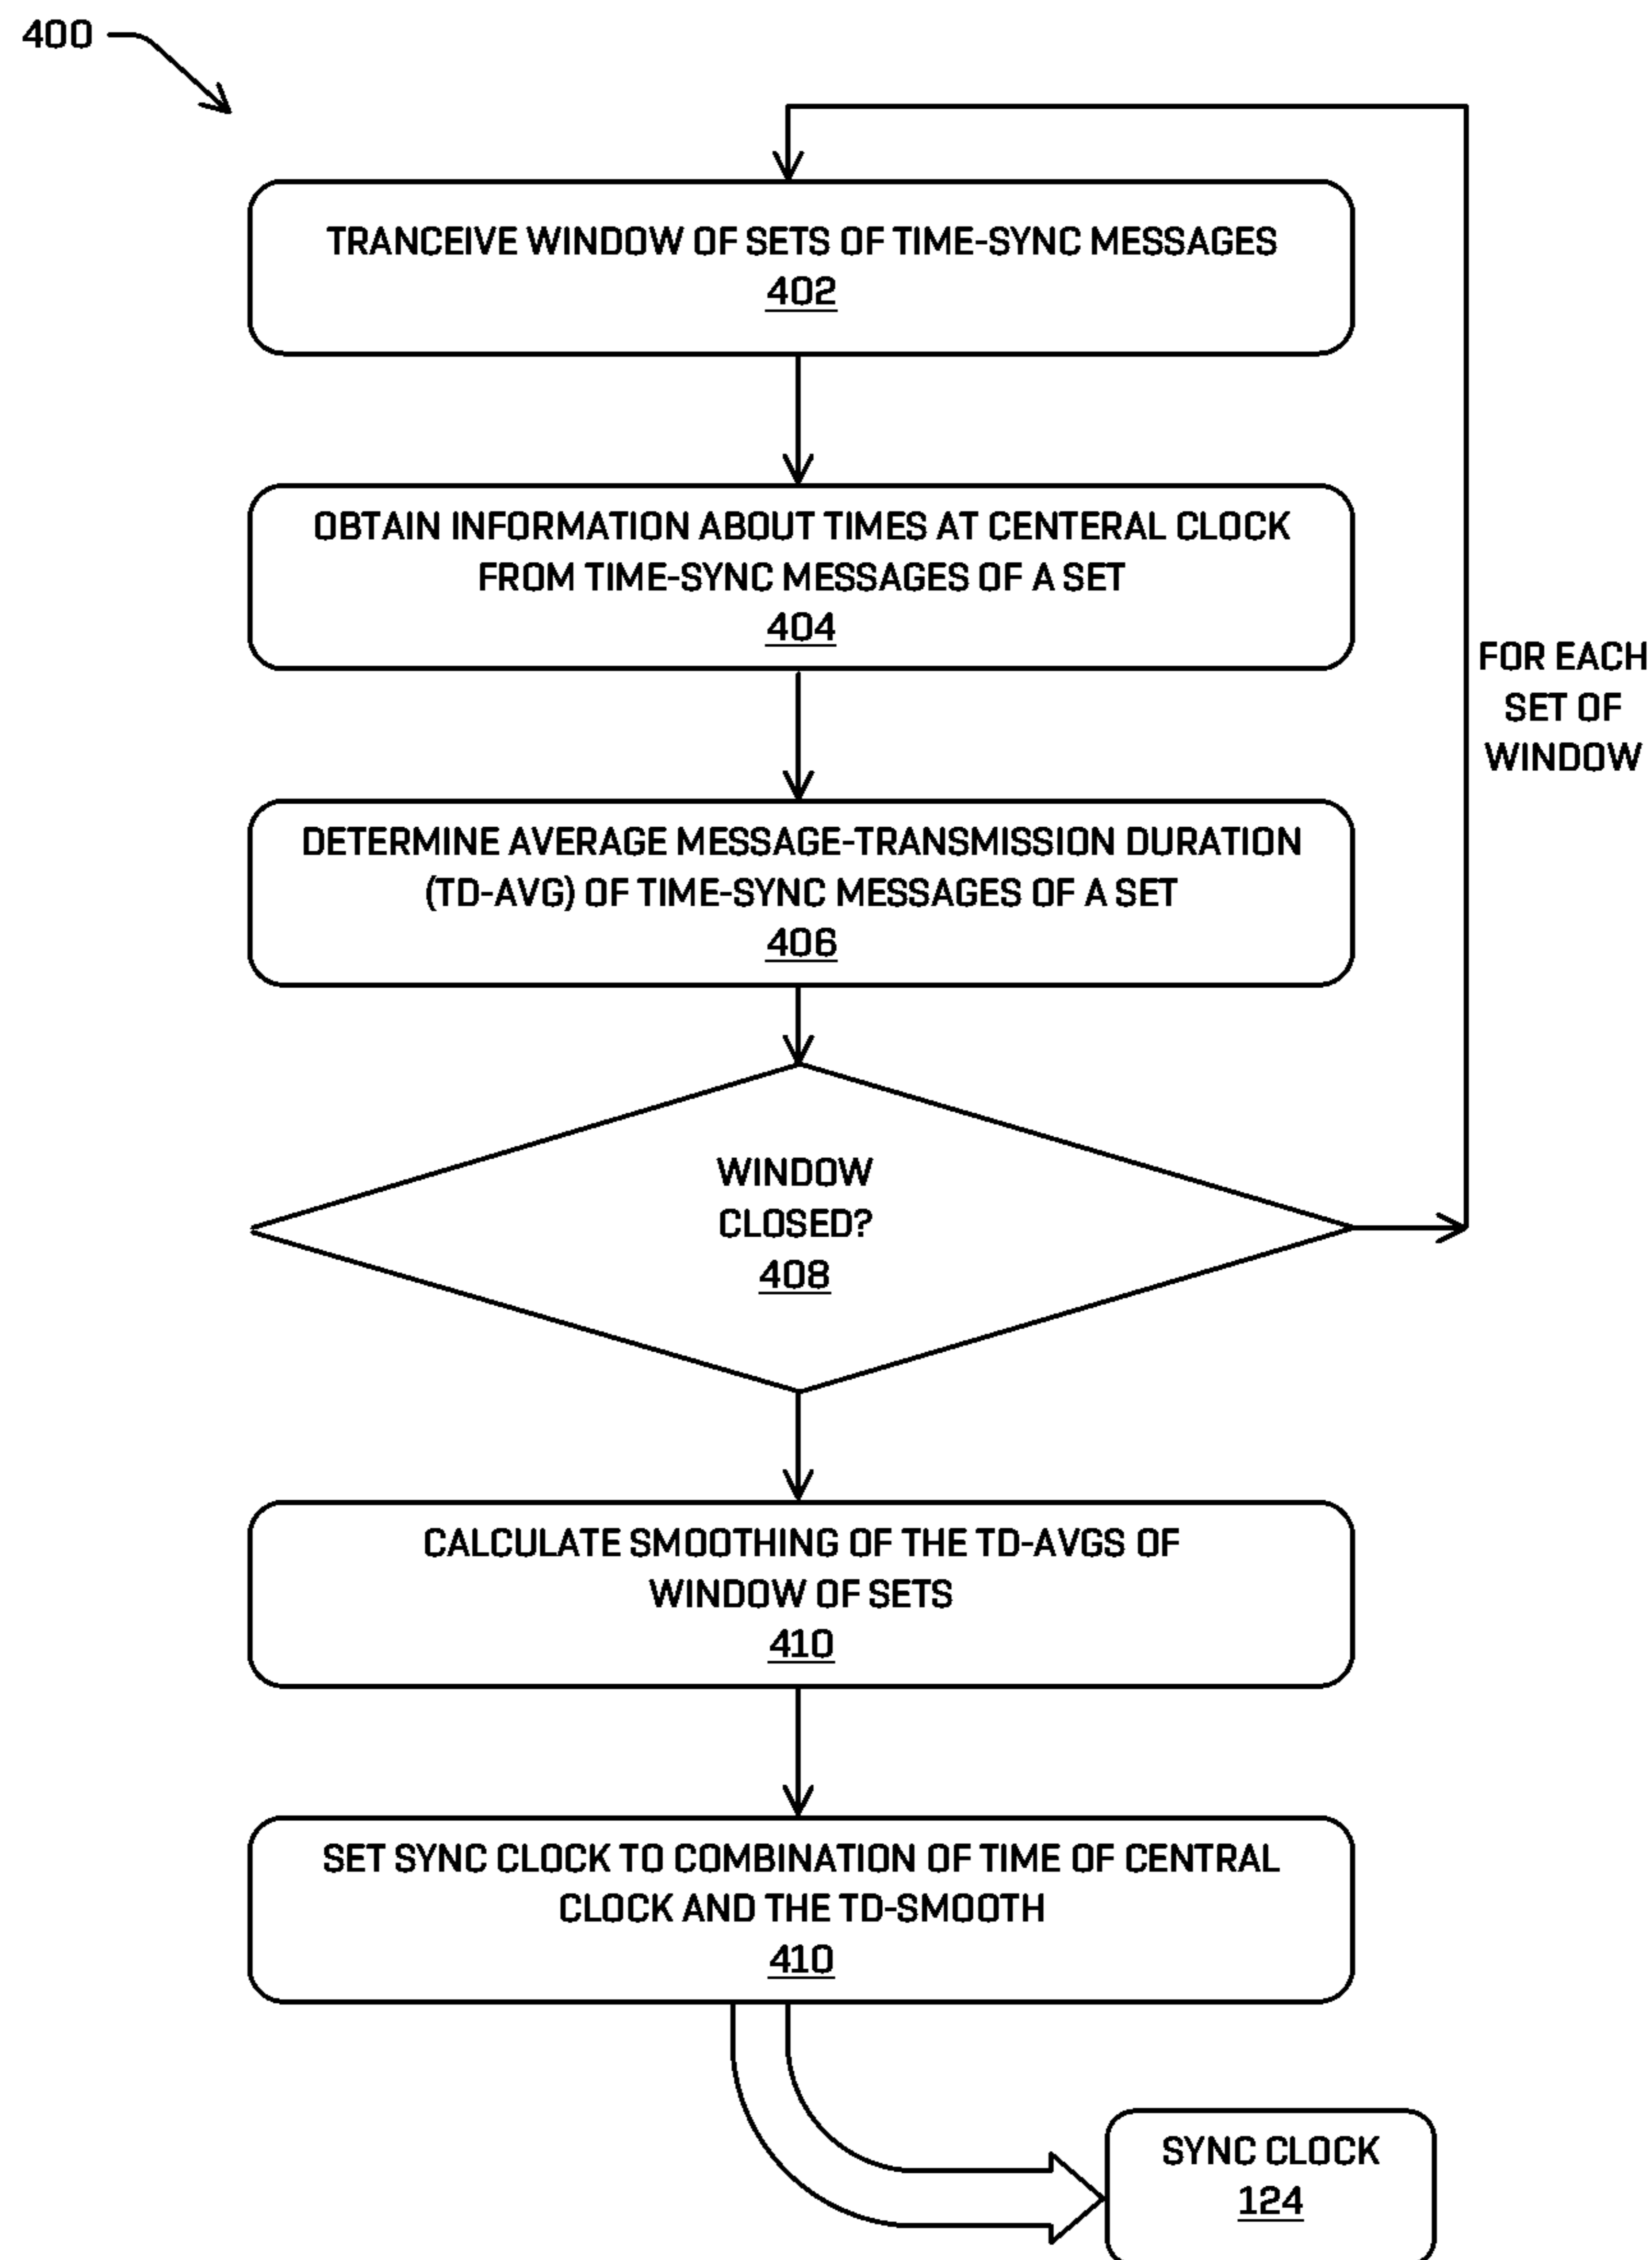 400
TRANCEIVE WINDOW OF SETS OF TIME-SYNC MESSAGES
402
OBTAIN INFORMATION ABOUT TIMES AT CENTERAL CLOCK
FROM TIME-SYNC MESSAGES OF A SET
404
FOR EACH
SET OF
WINDOW
DETERMINE AVERAGE MESSAGE-TRANSMISSION DURATION
(TD-AVG) OF TIME-SYNC MESSAGES OF A SET
406
WINDOW
CLOSED?
408
CALCULATE SMOOTHING OF THE TD-AVGS OF
WINDOW OF SETS
410
SET SYNC CLOCK TO COMBINATION OF TIME OF CENTRAL
CLOCK AND THE TD-SMOOTH
410
SYNC CLOCK
124